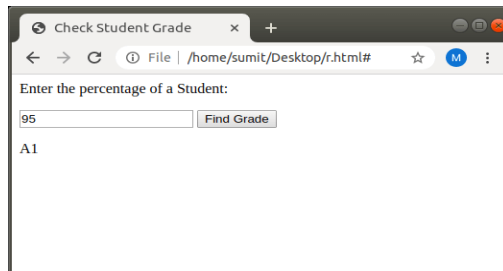 Check Student Grade
File | /home/sumit/Desktop/r.html#
M
Enter the percentage of a Student:
95 Find Grade
A1